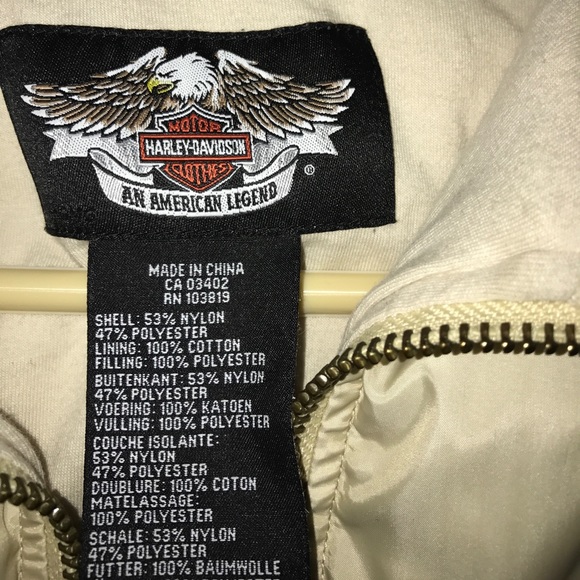 MOTOR
HARLEY-DAVIDSON
CLOTHES
®
AN AMERICAN LEGEND
MADE IN CHINA
CA 03402
RN 103819
SHELL: 53% NYLON
47% POLYESTER
LINING: 100% COTTON
FILLING: 100% POLYESTER
BUITENKANT: 53% NYLON
47% POLYESTER
VOERING: 100% KATOEN
VULLING: 100% POLYESTER
COUCHE ISOLANTE:
53% NYLON
47% POLYESTER
DOUBLURE: 100% COTON
MATELASSAGE:
100% POLYESTER
SCHALE: 53% NYLON
47% POLYESTER
FUTTER: 100% BAUMWOLLE